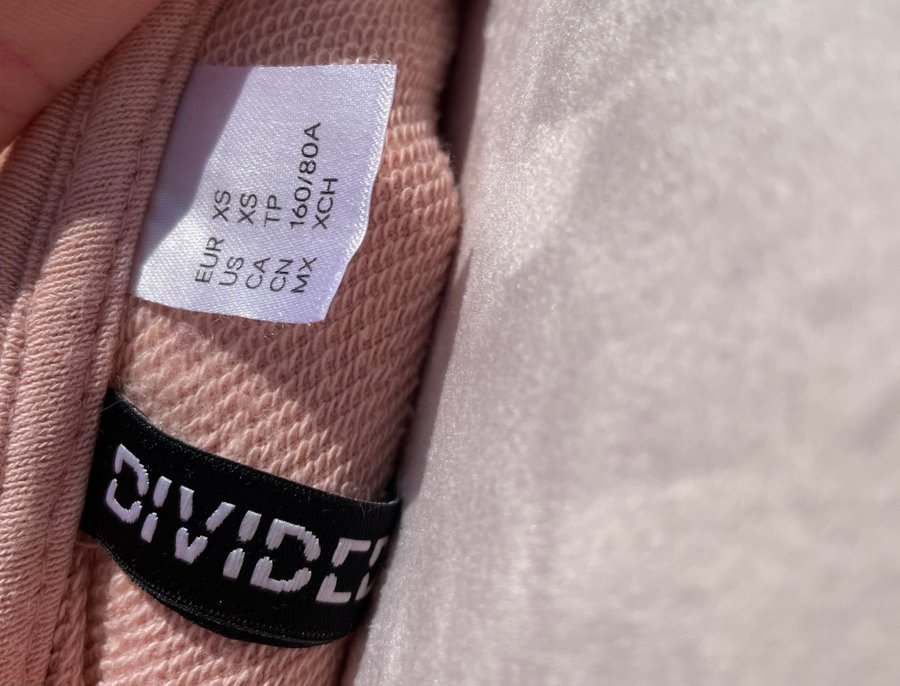 EUR XS
US XS
CA TP
CN 160/80A
MX XCH
DIVIDED